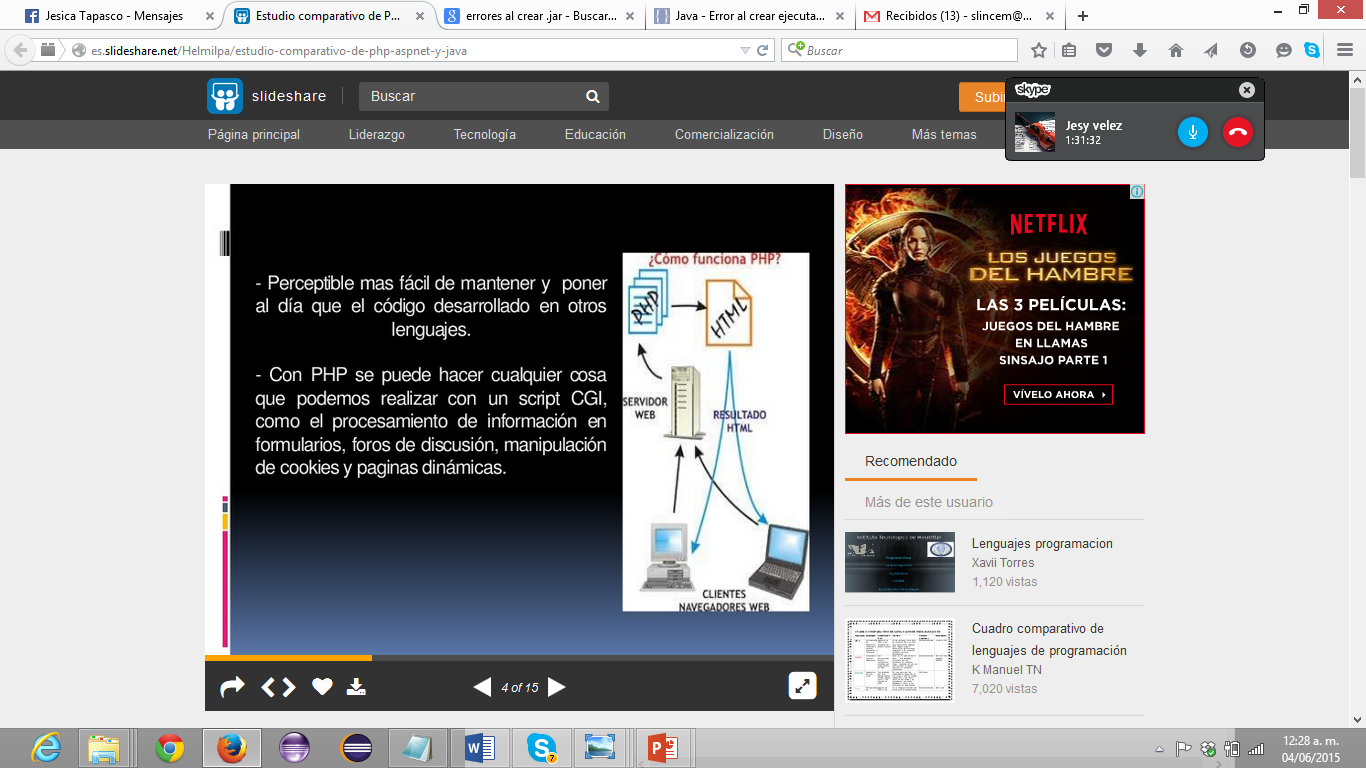 Jesica Tapasco - Mensajes
Estudio comparativo de P...
errores al crear .jar - Buscar...
Java - Error al crear ejecuta...
Recibidos (13) - slincem@...
es.slideshare.net/Helmilpa/estudio-comparativo-de-php-aspnet-y-java
Buscar
slideshare
Buscar
Subir
skype
Jesy velez
1:31:32
Página principal
Liderazgo
Tecnología
Educación
Comercialización
Diseño
Más temas
- Perceptible mas fácil de mantener y poner
al día que el código desarrollado en otros
lenguajes.
- Con PHP se puede hacer cualquier cosa
que podemos realizar con un script CGI,
como el procesamiento de información en
formularios, foros de discusión, manipulación
de cookies y paginas dinámicas.
¿Cómo funciona PHP?
PHP
HTML
SERVIDOR
WEB
RESULTADO
HTML
CLIENTES
NAVEGADORES WEB
4 of 15
NETFLIX
LOS JUEGOS
DEL HAMBRE
LAS 3 PELÍCULAS:
JUEGOS DEL HAMBRE
EN LLAMAS
SINSAJO PARTE 1
VÍVELO AHORA
Recomendado
Más de este usuario
Lenguajes programacion
Xavii Torres
1,120 vistas
Cuadro comparativo de
lenguajes de programación
K Manuel TN
7,020 vistas
7
12:28 a. m.
04/06/2015